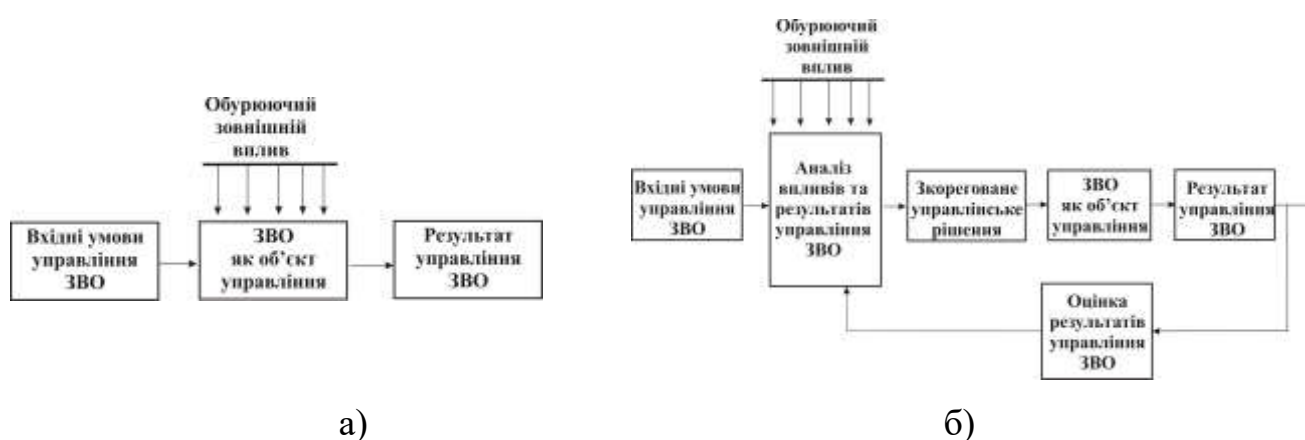 Обурюючий
зовнішній
вплив
Вхідні умови
управління
ЗВО
ЗВО
як об’єкт
управління
Результат
управління
ЗВО
а)
Обурюючий
зовнішній
вплив
Вхідні умови
управління
ЗВО
Аналіз
впливів та
результатів
управління
ЗВО
Зкореговане
управлінське
рішення
ЗВО
як об’єкт
управління
Результат
управління
ЗВО
Оцінка
результатів
управління
ЗВО
б)